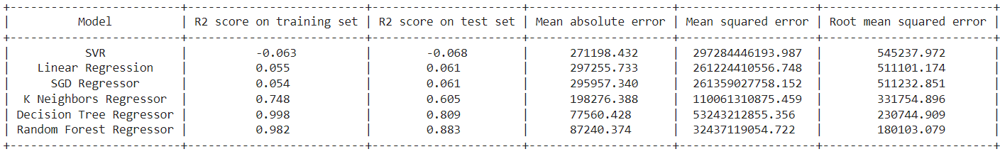 +-------------------------+-------------------------+----------------------+---------------------+--------------------+-------------------------+
|          Model          | R2 score on training set | R2 score on test set | Mean absolute error | Mean squared error | Root mean squared error |
+-------------------------+-------------------------+----------------------+---------------------+--------------------+-------------------------+
|           SVR           |          -0.063          |        -0.068        |      271198.432     |  297284446193.987  |        545237.972       |
|    Linear Regression    |          0.055           |        0.061         |      297255.733     |  261224410556.748  |        511101.174       |
|      SGD Regressor      |          0.054           |        0.061         |      295957.340     |  261359027758.152  |        511232.851       |
|  K Neighbors Regressor  |          0.748           |        0.605         |      198276.388     |  110061310875.459  |        331754.896       |
| Decision Tree Regressor |          0.998           |        0.809         |      77560.428      |  53243212855.356   |        230744.909       |
| Random Forest Regressor |          0.982           |        0.883         |      87240.374      |  32437119054.722   |        180103.079       |
+-------------------------+-------------------------+----------------------+---------------------+--------------------+-------------------------+